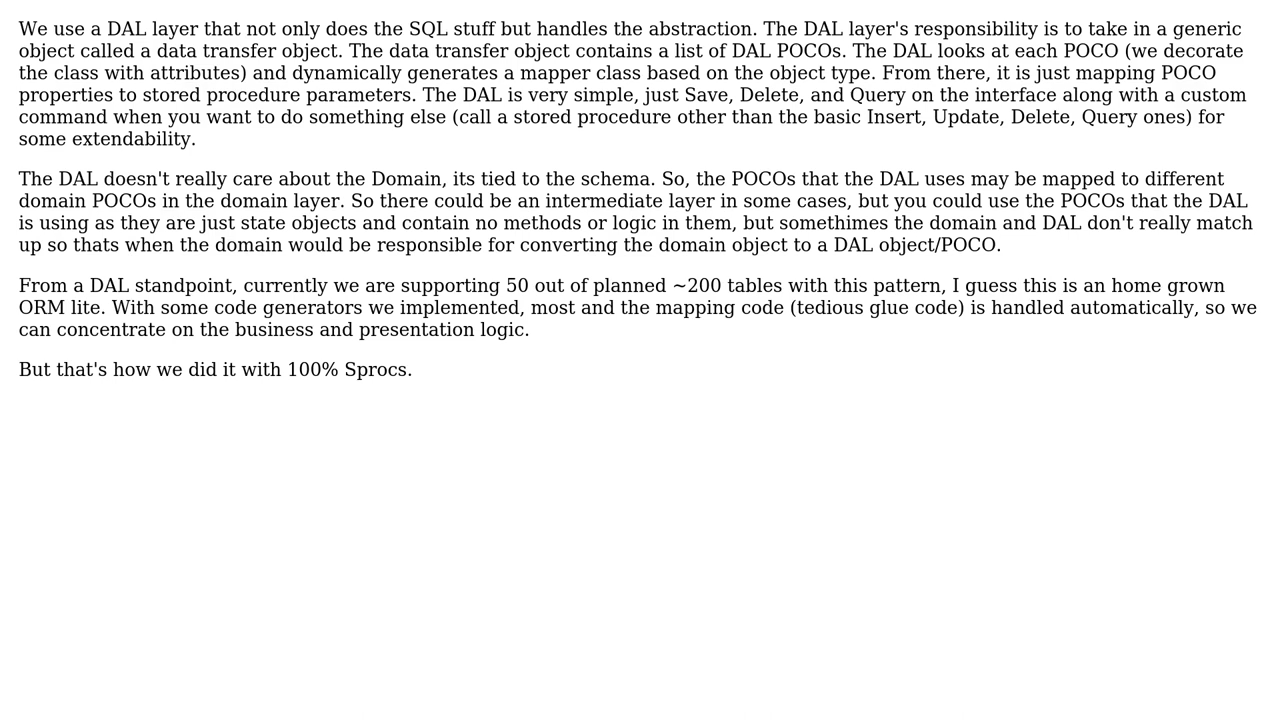 We use a DAL layer that not only does the SQL stuff but handles the abstraction. The DAL layer's responsibility is to take in a generic
object called a data transfer object. The data transfer object contains a list of DAL POCOs. The DAL looks at each POCO (we decorate
the class with attributes) and dynamically generates a mapper class based on the object type. From there, it is just mapping POCO
properties to stored procedure parameters. The DAL is very simple, just Save, Delete, and Query on the interface along with a custom
command when you want to do something else (call a stored procedure other than the basic Insert, Update, Delete, Query ones) for
some extendability.
The DAL doesn't really care about the Domain, its tied to the schema. So, the POCOs that the DAL uses may be mapped to different
domain POCOs in the domain layer. So there could be an intermediate layer in some cases, but you could use the POCOs that the DAL
is using as they are just state objects and contain no methods or logic in them, but somethimes the domain and DAL don't really match
up so thats when the domain would be responsible for converting the domain object to a DAL object/POCO.
From a DAL standpoint, currently we are supporting 50 out of planned ~200 tables with this pattern, I guess this is an home grown
ORM lite. With some code generators we implemented, most and the mapping code (tedious glue code) is handled automatically, so we
can concentrate on the business and presentation logic.
But that's how we did it with 100% Sprocs.